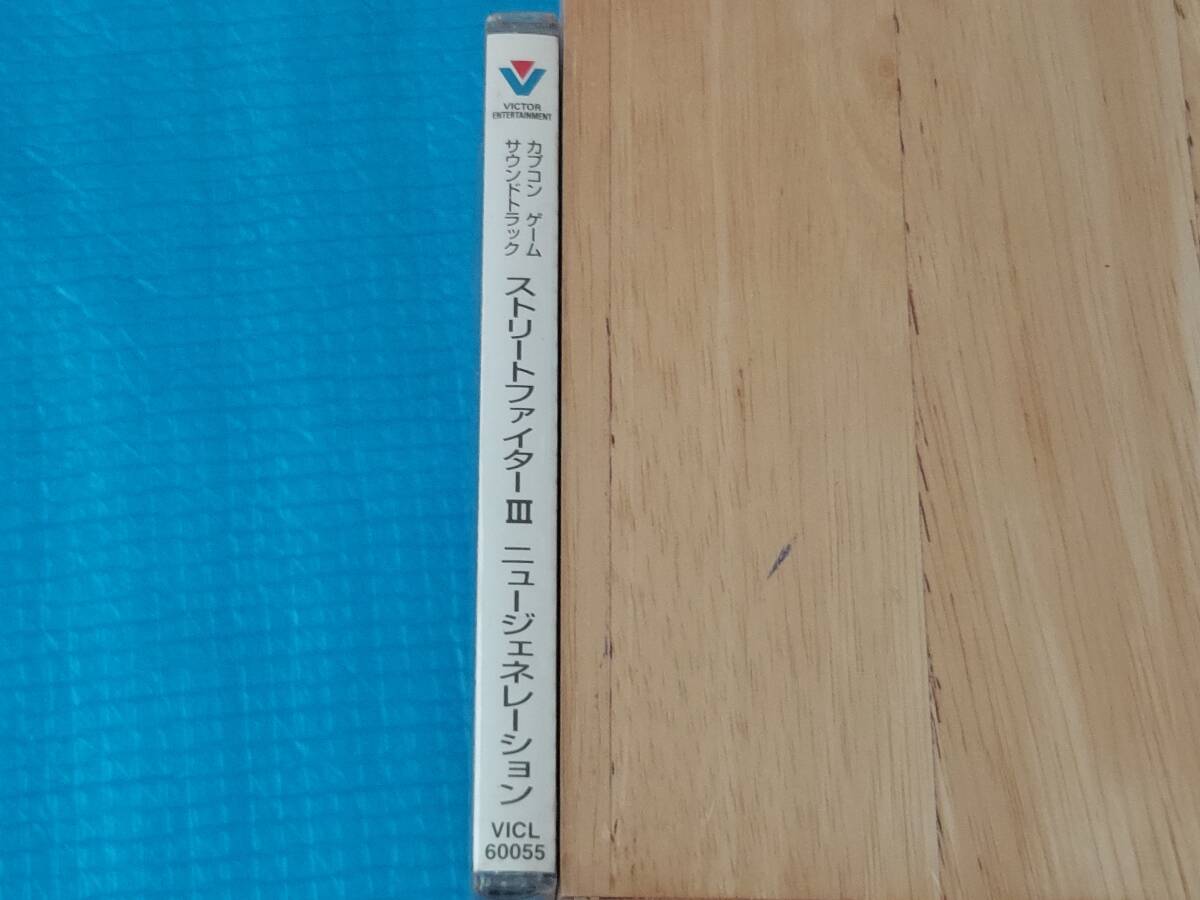 VICTOR
ENTERTAINMENT
カプコン ゲーム
サウンドトラック
ストリートファイターⅢ ニュージェネレーション
VICL
60055